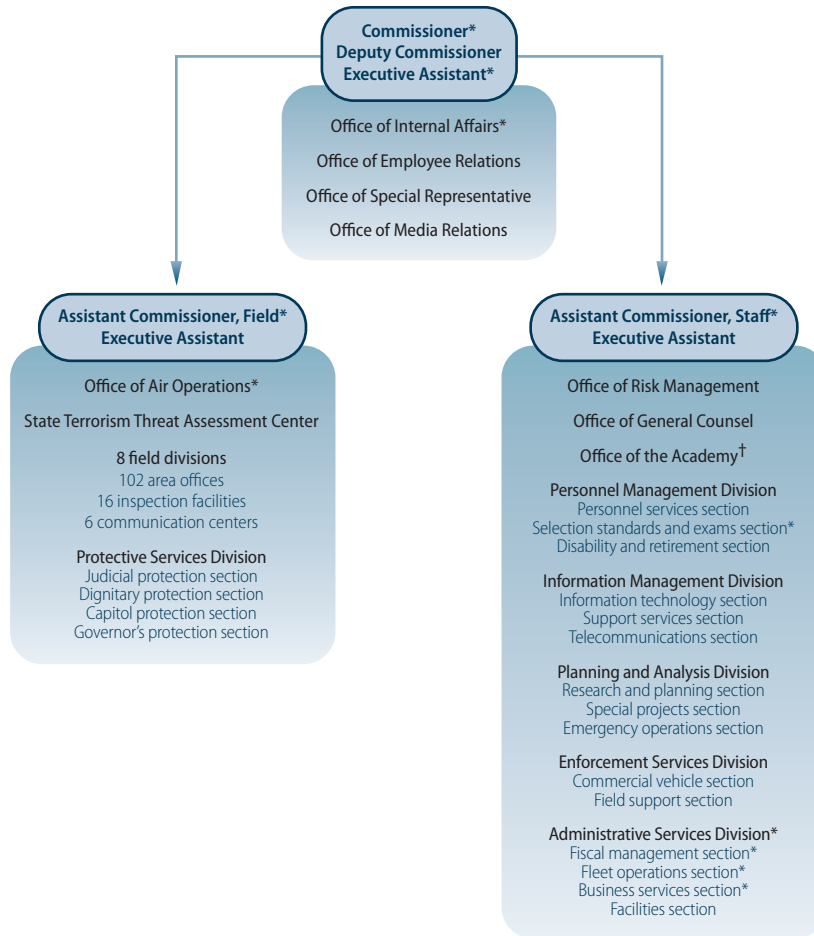 Commissioner*
Deputy Commissioner
Executive Assistant*
Office of Internal Affairs*
Office of Employee Relations
Office of Special Representative
Office of Media Relations
Assistant Commissioner, Field*
Executive Assistant
Office of Air Operations*
State Terrorism Threat Assessment Center
8 field divisions
102 area offices
16 inspection facilities
6 communication centers
Protective Services Division
Judicial protection section
Dignitary protection section
Capitol protection section
Governor’s protection section
Assistant Commissioner, Staff*
Executive Assistant
Office of Risk Management
Office of General Counsel
Office of the Academy†
Personnel Management Division
Personnel services section
Selection standards and exams section*
Disability and retirement section
Information Management Division
Information technology section
Support services section
Telecommunications section
Planning and Analysis Division
Research and planning section
Special projects section
Emergency operations section
Enforcement Services Division
Commercial vehicle section
Field support section
Administrative Services Division*
Fiscal management section*
Fleet operations section*
Business services section*
Facilities section